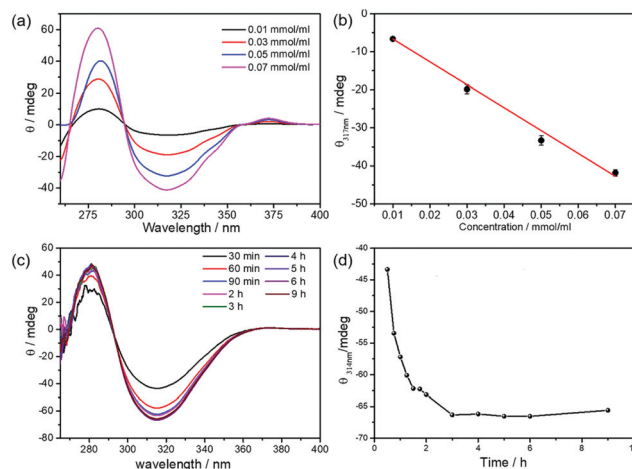 (a)
60
40
20
0
-20
-40
θ / mdeg
0.01 mmol/ml
0.03 mmol/ml
0.05 mmol/ml
0.07 mmol/ml
275 300 325 350 375 400
Wavelength / nm
(b)
0
-10
-20
-30
-40
-50
θ317nm / mdeg
0.01 0.02 0.03 0.04 0.05 0.06 0.07
Concentration / mmol/ml
(c)
60
40
20
0
-20
-40
-60
-80
θ / mdeg
30 min 4 h
60 min 5 h
90 min 6 h
2 h 9 h
3 h
280 300 320 340 360 380 400
wavelength / nm
(d)
-40
-45
-50
-55
-60
-65
-70
θ 314nm/mdeg
0 2 4 6 8 10
Time / h